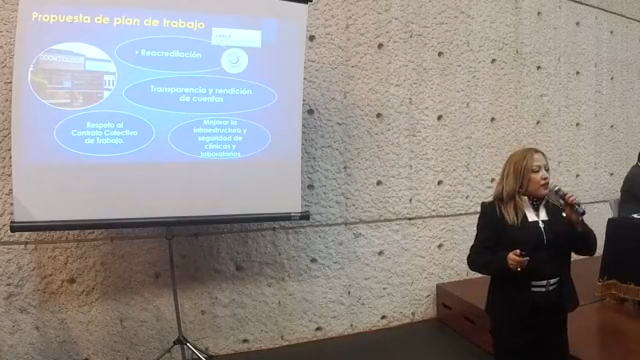 Propuesta de plan de trabajo
• Reacreditación
ODONTOLOGÍA
Transparencia y rendición
de cuentas
Respeto al
Contrato Colectivo
de Trabajo.
Mejorar la
infraestructura y
seguridad de
clínicas y
laboratorios